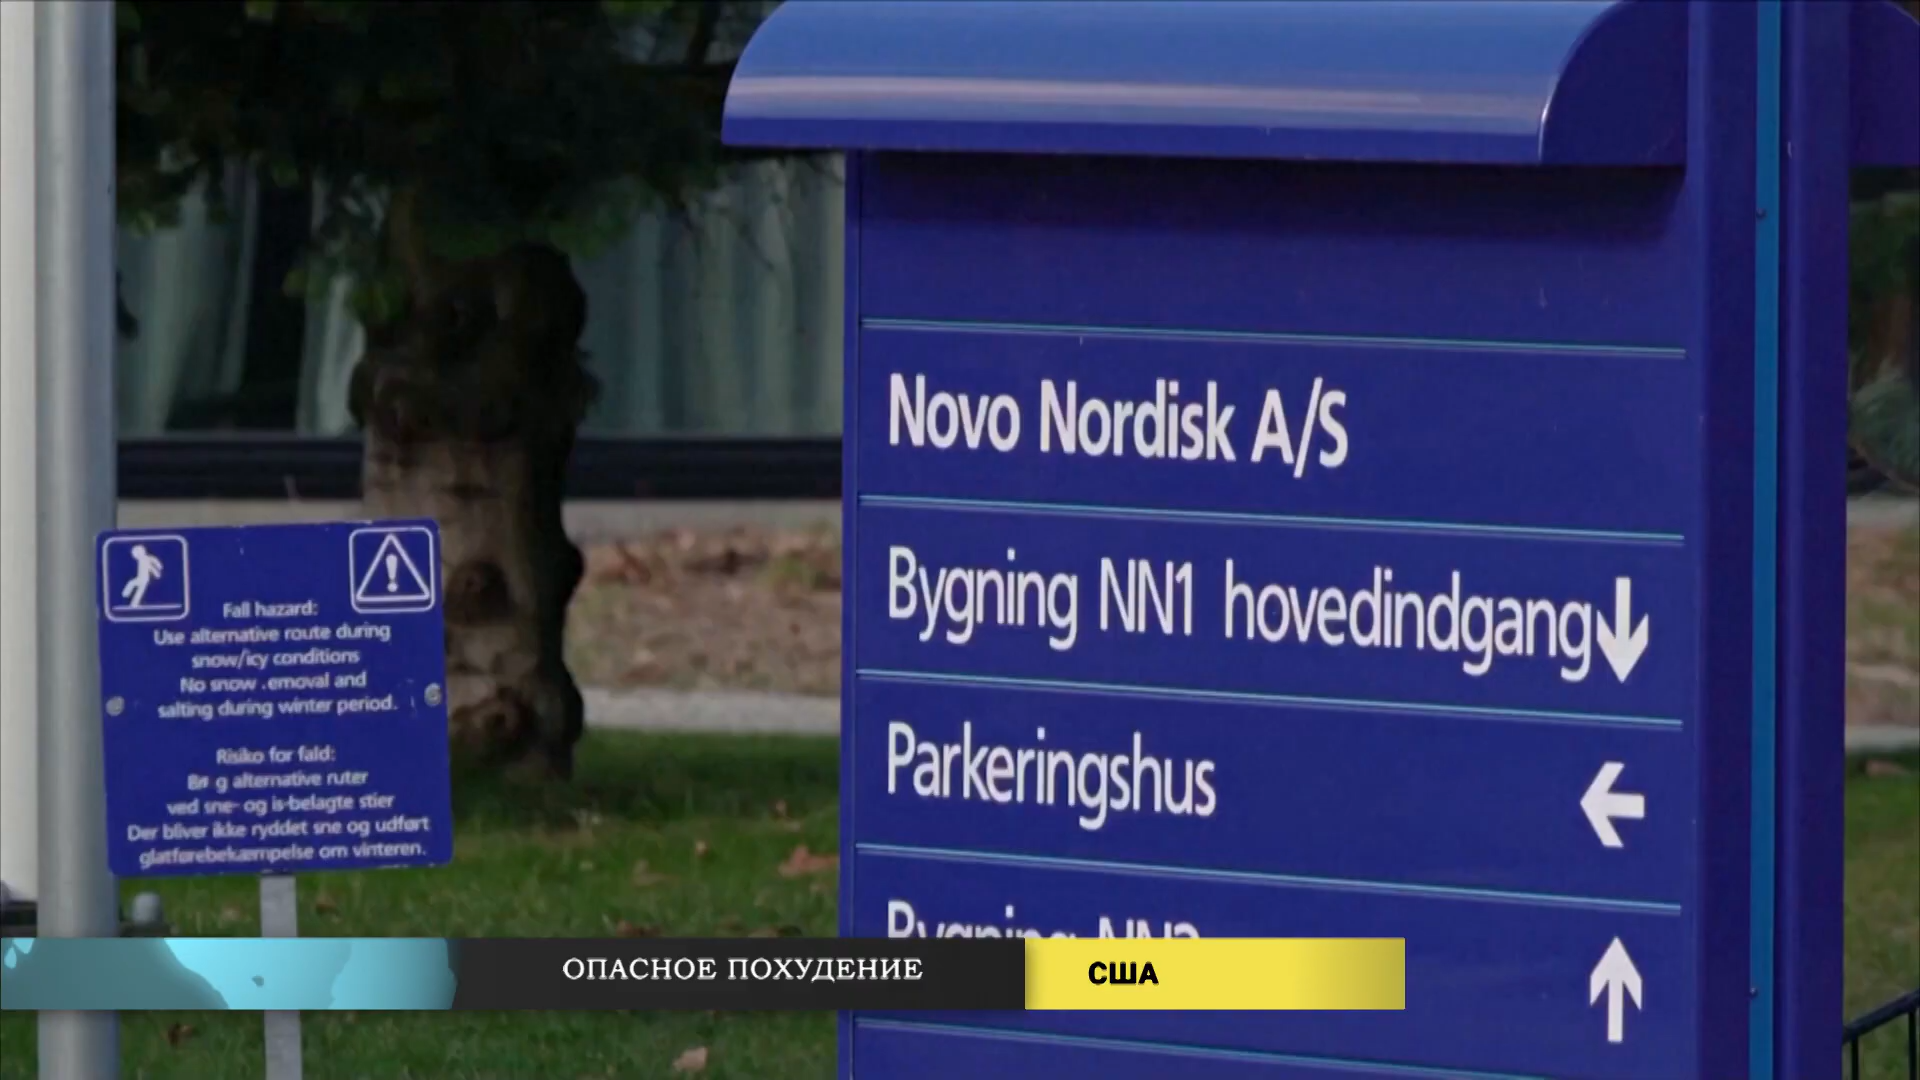 Novo Nordisk A/S
Bygning NN1 hovedindgang
Parkeringshus
Bygning NN2
Fall hazard:
Use alternative route during
snow/icy conditions
No snow .emoval and
salting during winter period.
Risiko for fald:
g alternative ruter
ved sne- og is-belagte stier
Der bliver ikke ryddet sne og udført
glatførebekæmpelse om vinteren.
ОПАСНОЕ ПОХУДЕНИЕ
США